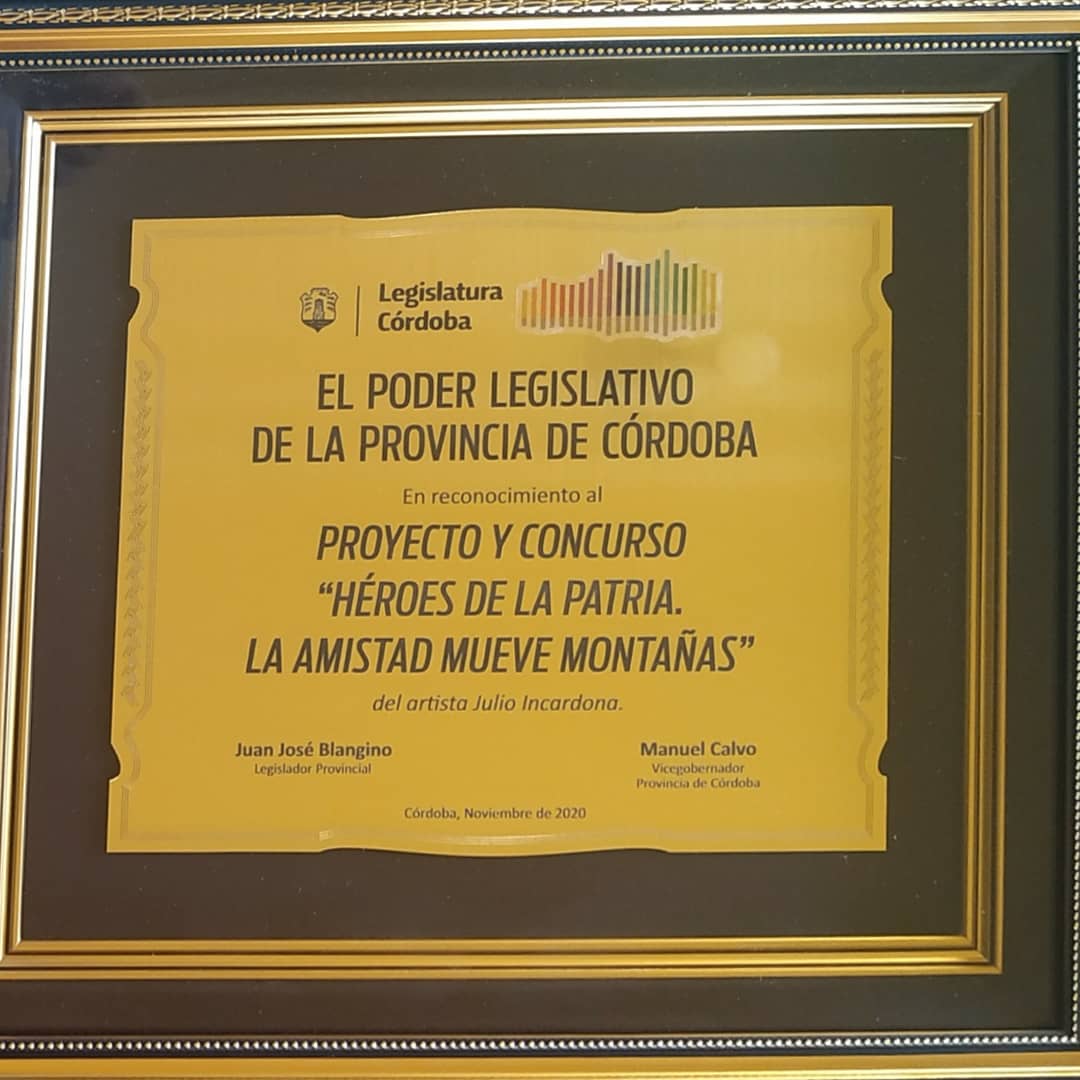 Legislatura
Córdoba
EL PODER LEGISLATIVO
DE LA PROVINCIA DE CÓRDOBA
En reconocimiento al
PROYECTO Y CONCURSO
“HÉROES DE LA PATRIA.
LA AMISTAD MUEVE MONTAÑAS”
del artista Julio Incardona.
Juan José Blangino
Legislador Provincial
Manuel Calvo
Vicegobernador
Provincia de Córdoba
Córdoba, Noviembre de 2020